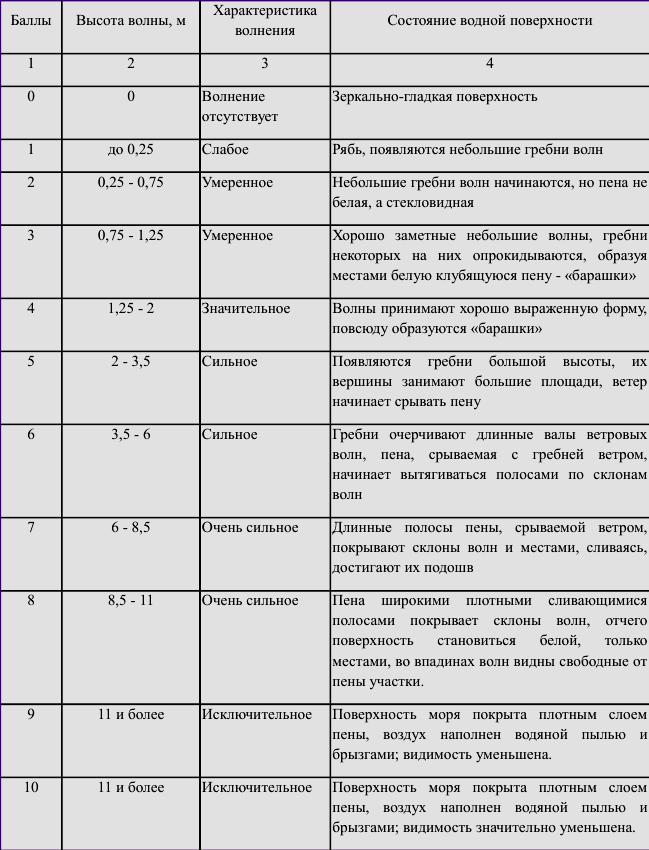 Баллы Высота волны, м Характеристика волнения Состояние водной поверхности
1 2 3 4
0 0 Волнение Зеркально-гладкая поверхность
отсутствует
1 до 0,25 Слабое Рябь, появляются небольшие гребни волн
2 0,25 - 0,75 Умеренное Небольшие гребни волн начинаются, но пена не
белая, а стекловидная
3 0,75 - 1,25 Умеренное Хорошо заметные небольшие волны, гребни
некоторых на них опрокидываются, образуя
местами белую клубящуюся пену - «барашки»
4 1,25 - 2 Значительное Волны принимают хорошо выраженную форму,
повсюду образуются «барашки»
5 2 - 3,5 Сильное Появляются гребни большой высоты, их
вершины занимают большие площади, ветер
начинает срывать пену
6 3,5 - 6 Сильное Гребни очерчивают длинные валы ветровых
волн, пена, срываемая с гребней ветром,
начинает вытягиваться полосами по склонам
волн
7 6 - 8,5 Очень сильное Длинные полосы пены, срываемой ветром,
покрывают склоны волн и местами, сливаясь,
достигают их подошв
8 8,5 - 11 Очень сильное Пена широкими плотными сливающимися
полосами покрывает склоны волн, отчего
поверхность становиться белой, только
местами, во впадинах волн видны свободные от
пены участки.
9 11 и более Исключительное Поверхность моря покрыта плотным слоем
пены, воздух наполнен водяной пылью и
брызгами; видимость уменьшена.
10 11 и более Исключительное Поверхность моря покрыта плотным слоем
пены, воздух наполнен водяной пылью и
брызгами; видимость значительно уменьшена.